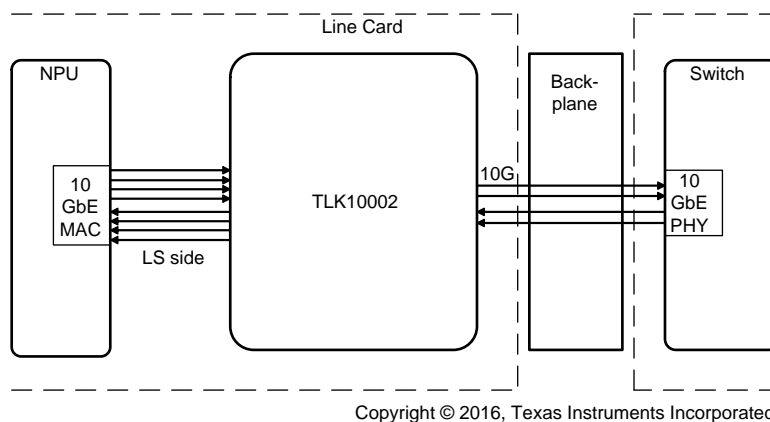 Line Card
NPU
Back-
plane
Switch
10
GbE
MAC
TLK10002
10G
10
GbE
PHY
LS side
Copyright © 2016, Texas Instruments Incorporated